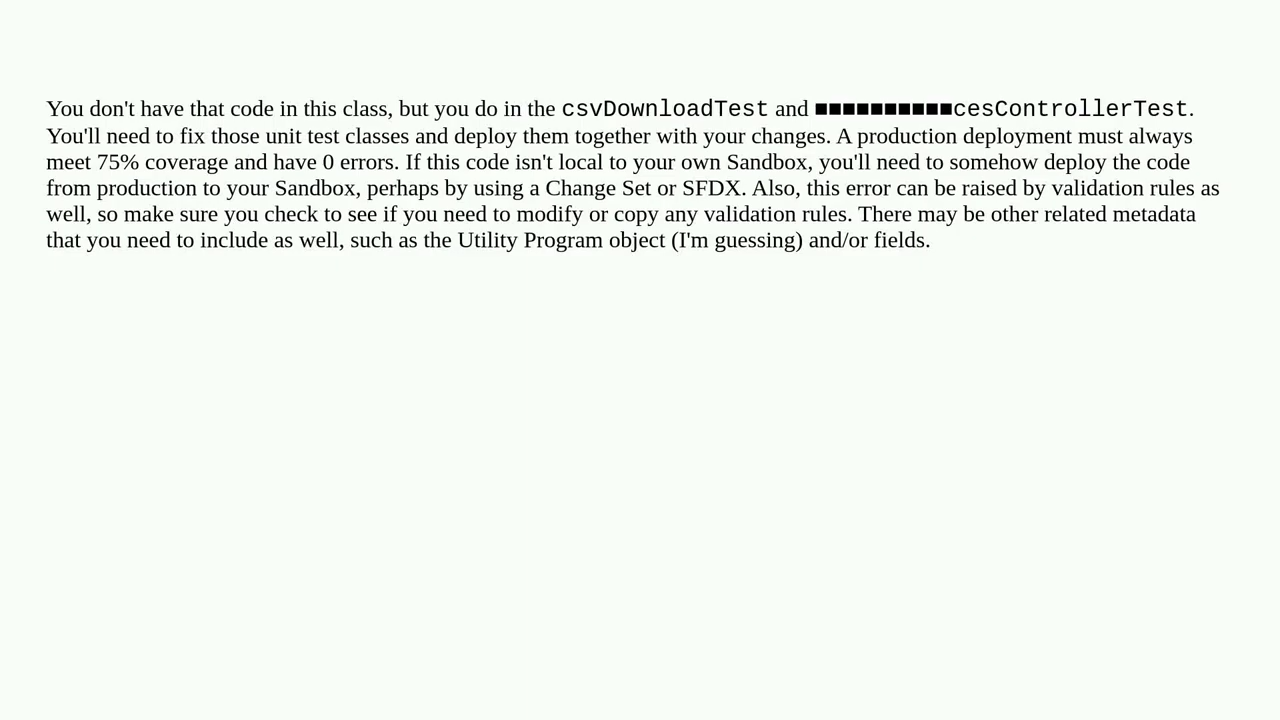 You don't have that code in this class, but you do in the csvDownloadTest and ■■■■■■■■■■cesControllerTest.
You'll need to fix those unit test classes and deploy them together with your changes. A production deployment must always
meet 75% coverage and have 0 errors. If this code isn't local to your own Sandbox, you'll need to somehow deploy the code
from production to your Sandbox, perhaps by using a Change Set or SFDX. Also, this error can be raised by validation rules as
well, so make sure you check to see if you need to modify or copy any validation rules. There may be other related metadata
that you need to include as well, such as the Utility Program object (I'm guessing) and/or fields.